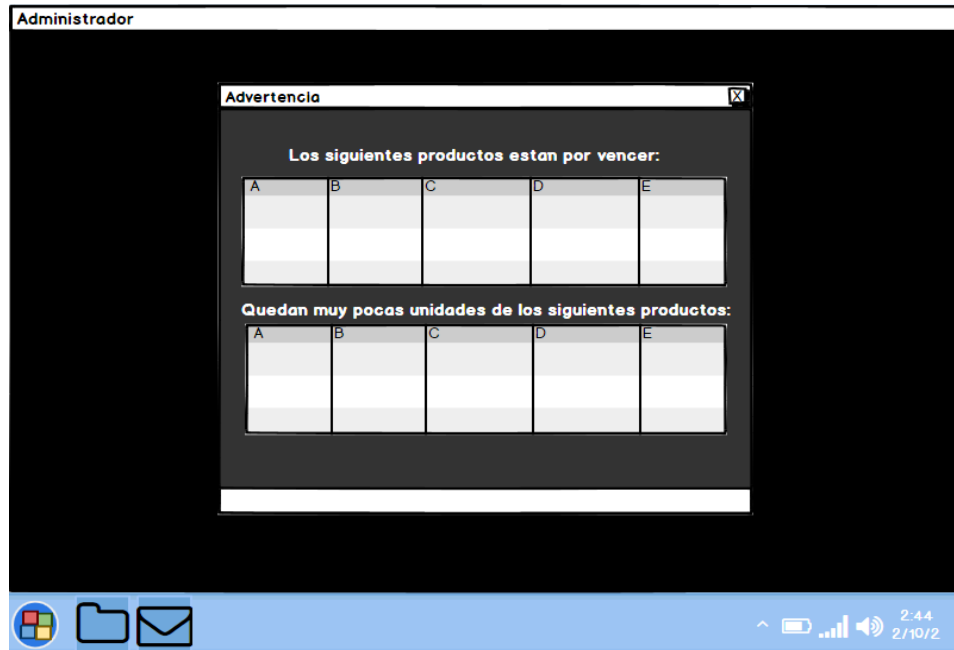 Administrador
Advertencia X
Los siguientes productos estan por vencer:
A B C D E
Quedan muy pocas unidades de los siguientes productos:
A B C D E
2:44
2/10/2